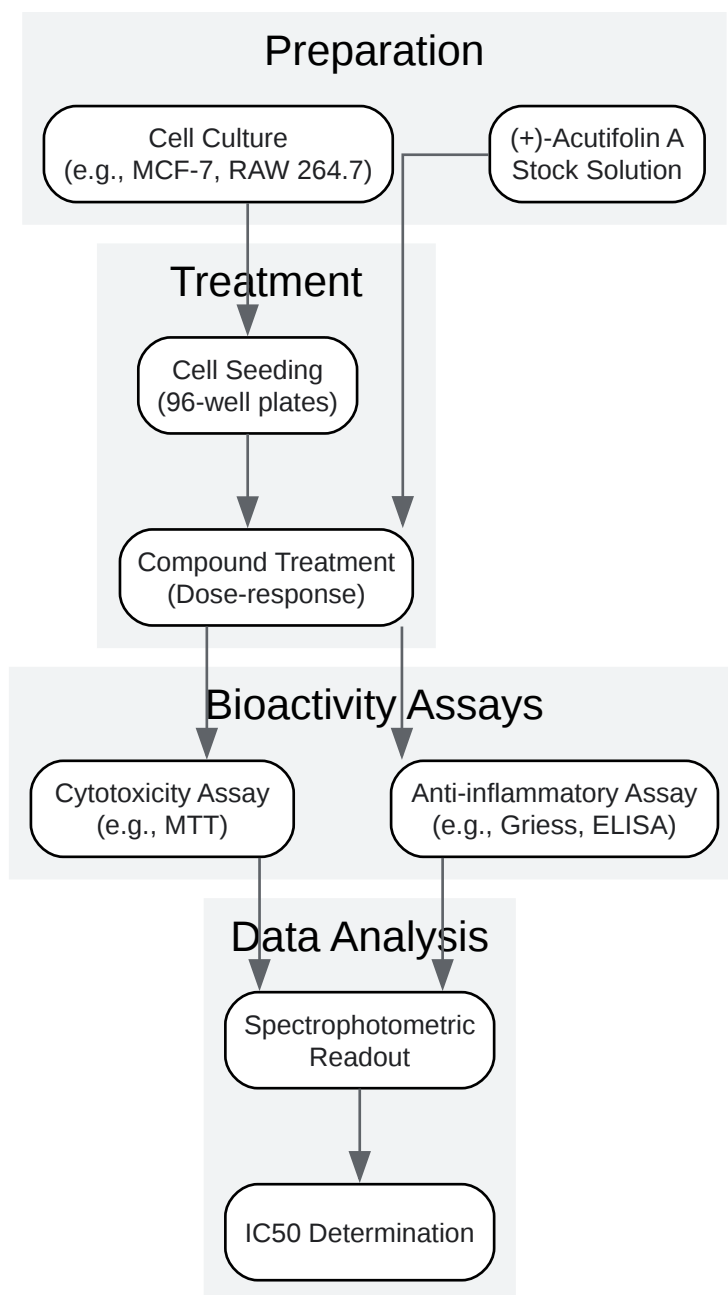 Preparation
Cell Culture
(e.g., MCF-7, RAW 264.7)
(+)-Acutifolin A
Stock Solution
Treatment
Cell Seeding
(96-well plates)
Compound Treatment
(Dose-response)
Bioactivity Assays
Cytotoxicity Assay
(e.g., MTT)
Anti-inflammatory Assay
(e.g., Griess, ELISA)
Data Analysis
Spectrophotometric
Readout
IC50 Determination